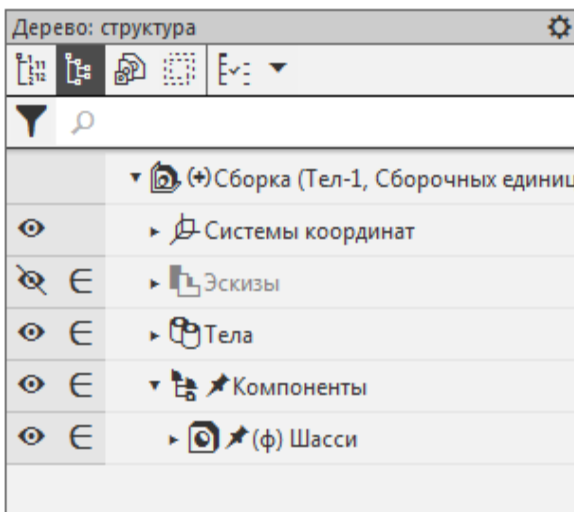 Дерево: структура
(+)Сборка (Тел-1, Сборочных единиц
Системы координат
Эскизы
Тела
Компоненты
(ф) Шасси